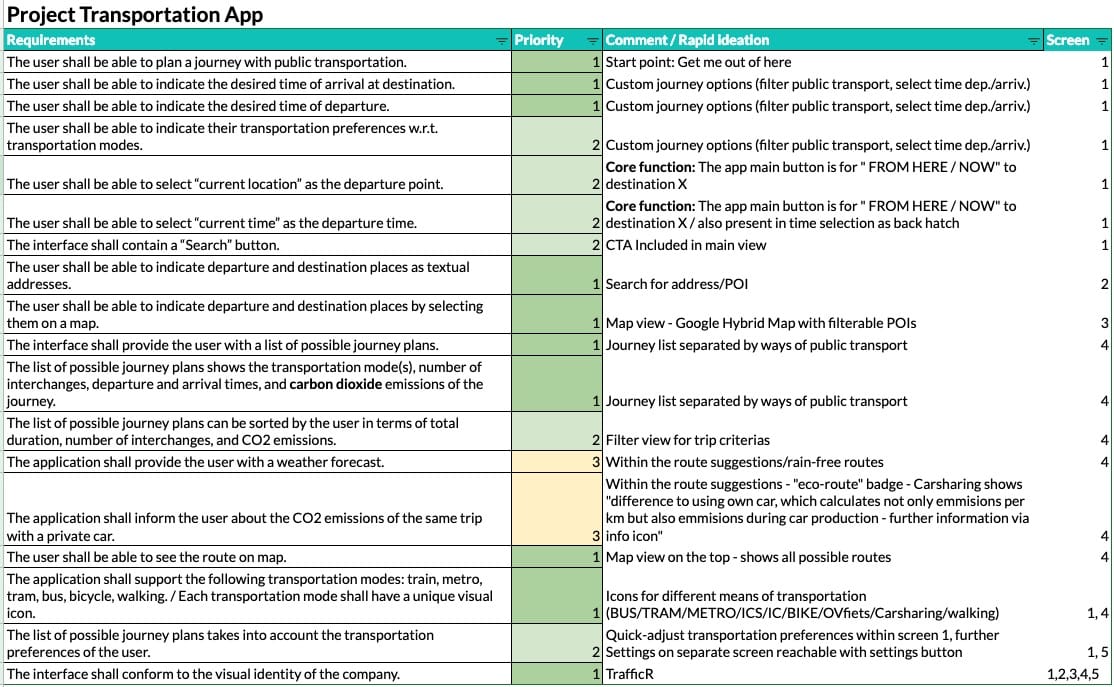 Project Transportation App
Requirements Priority Comment / Rapid Ideation Screen
The user shall be able to plan a journey with public transportation. 1 Start point: Get me out of here 1
The user shall be able to indicate the desired time of arrival at destination. 1 Custom journey options (filter public transport, select time dep./arriv.) 1
The user shall be able to indicate the desired time of departure. 1 Custom journey options (filter public transport, select time dep./arriv.) 1
The user shall be able to indicate their transportation preferences w.r.t.
transportation modes. 2 Custom journey options (filter public transport, select time dep./arriv.) 1
Core function: The app main button is for " FROM HERE / NOW" to
The user shall be able to select "current location" as the departure point. 2 destination X 1
Core function: The app main button is for " FROM HERE / NOW" to
The user shall be able to select "current time" as the departure time. 2 destination X / also present in time selection as back hatch 1
The interface shall contain a "Search" button. 2 CTA Included in main view 1
The user shall be able to indicate departure and destination places as textual
addresses. 1 Search for address/POI 2
The user shall be able to indicate departure and destination places by selecting
them on a map. 1 Map view - Google Hybrid Map with filterable POIs 3
The interface shall provide the user with a list of possible journey plans. 1 Journey list separated by ways of public transport 4
The list of possible journey plans shows the transportation mode(s), number of
interchanges, departure and arrival times, and carbon dioxide emissions of the
journey. 1 Journey list separated by ways of public transport 4
The list of possible journey plans can be sorted by the user in terms of total
duration, number of interchanges, and CO2 emissions. 2 Filter view for trip criterias 4
The application shall provide the user with a weather forecast. 3 Within the route suggestions/rain-free routes 4
Within the route suggestions - "eco-route" badge - Carsharing shows
"difference to using own car, which calculates not only emmisions per
The application shall inform the user about the CO2 emissions of the same trip km but also emmisions during car production - further information via
with a private car. 3 info icon" 4
The user shall be able to see the route on map. 1 Map view on the top - shows all possible routes 4
The application shall support the following transportation modes: train, metro,
tram, bus, bicycle, walking. / Each transportation mode shall have a unique visual Icons for different means of transportation
icon. 1 (BUS/TRAM/METRO/ICS/IC/BIKE/OVfiets/Carsharing/walking) 1, 4
The list of possible journey plans takes into account the transportation Quick-adjust transportation preferences within screen 1, further
preferences of the user. 2 Settings on separate screen reachable with settings button 1, 5
The interface shall conform to the visual identity of the company. 1 TrafficR 1,2,3,4,5